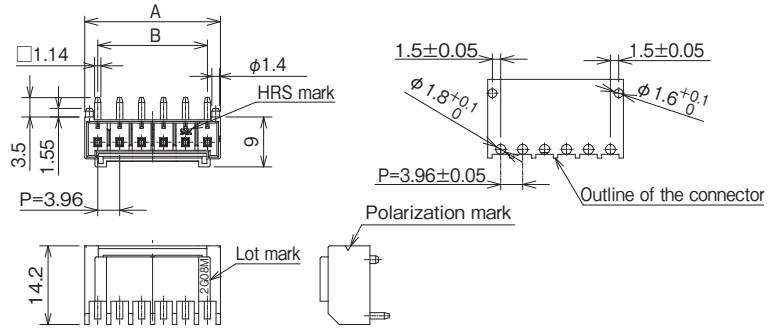 A
B
□1.14
φ1.4
HRS mark
3.5
1.55
9
P=3.96
1.5±0.05
1.5±0.05
φ1.8+0.1 0
φ1.6+0.1 0
P=3.96±0.05
Outline of the connector
Polarization mark
14.2
Lot mark
2G08M